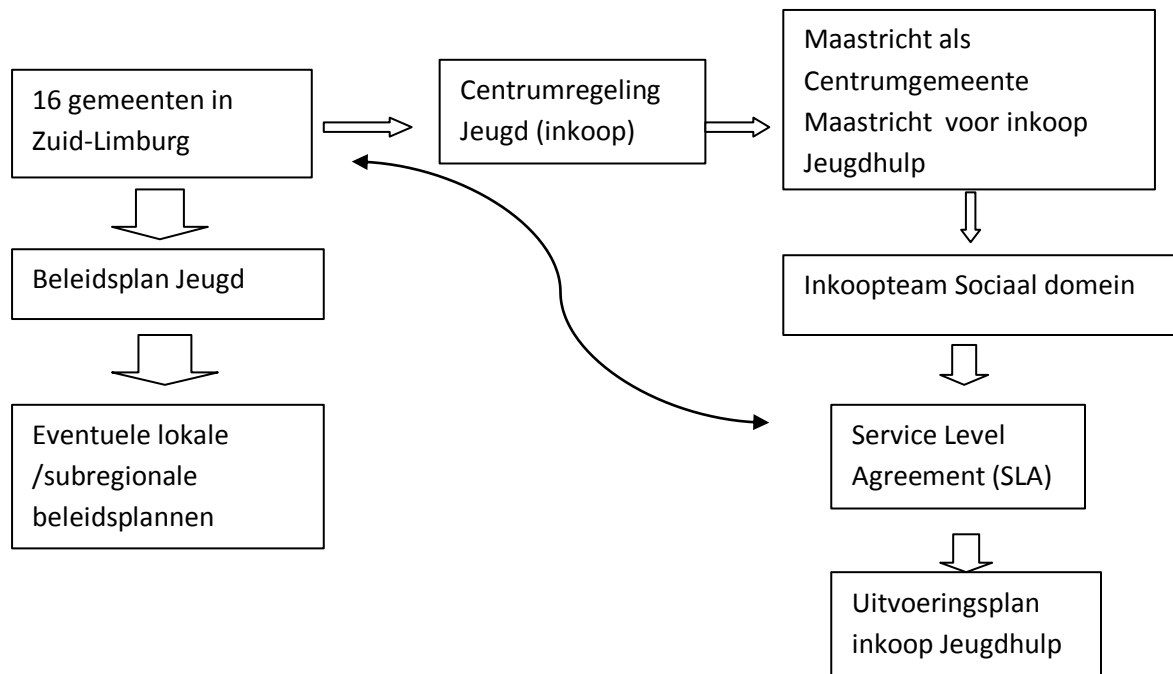 16 gemeenten in
Zuid-Limburg
Centrumregeling
Jeugd (inkoop)
Maastricht als
Centrumgemeente
Maastricht voor inkoop
Jeugdhulp
Beleidsplan Jeugd
Inkoopteam Sociaal domein
Eventuele lokale
/subregionale
beleidsplannen
Service Level
Agreement (SLA)
Uitvoeringsplan
inkoop Jeugdhulp